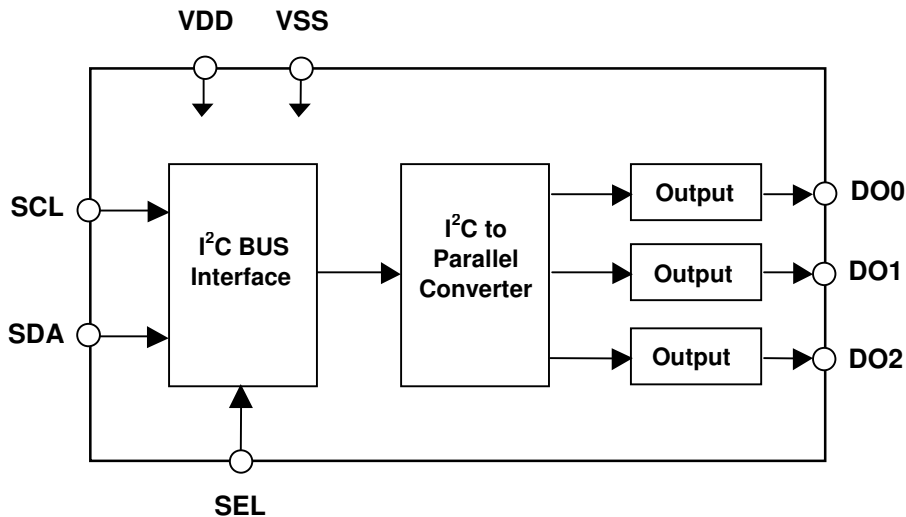 VDD VSS
SCL
SDA
I²C BUS
Interface
I²C to
Parallel
Converter
Output
Output
Output
DO0
DO1
DO2
SEL